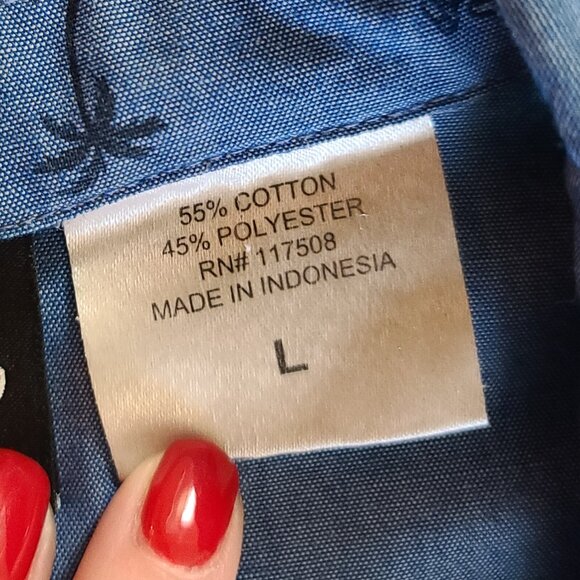 55% COTTON
45% POLYESTER
RN# 117508
MADE IN INDONESIA
L